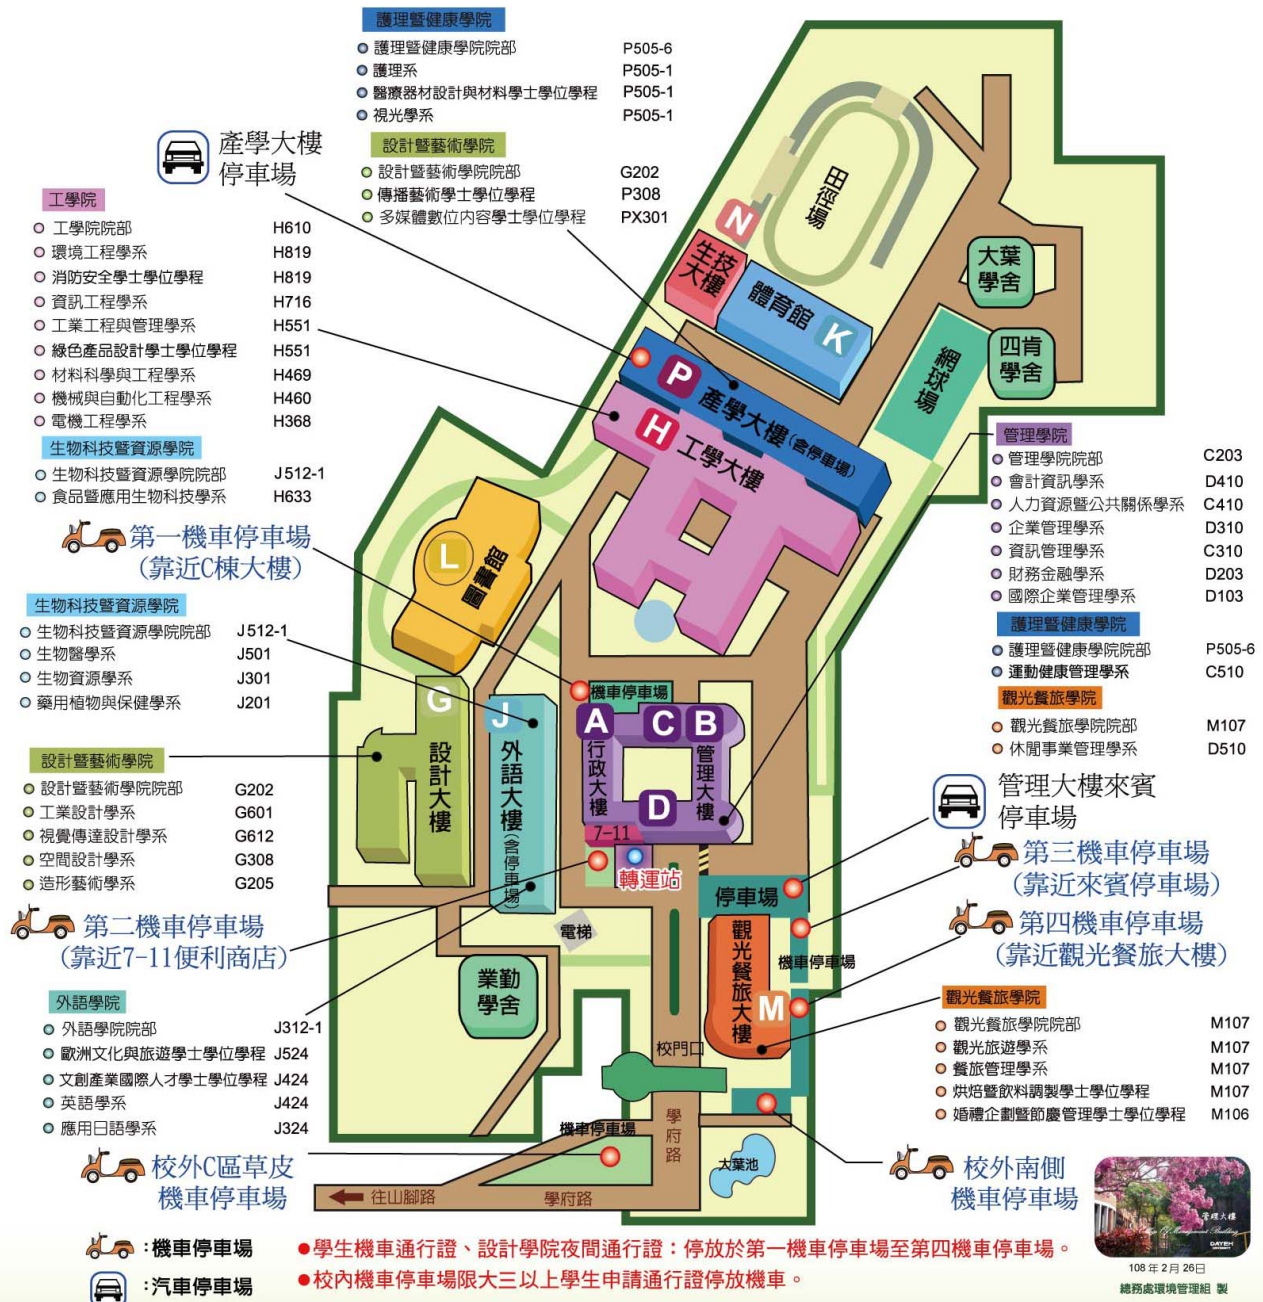 護理暨健康學院
護理暨健康學院院部 P505-6
護理系 P505-1
醫療器材設計與材料學士學位學程 P505-1
視光學系 P505-1
設計暨藝術學院
設計暨藝術學院院部 G202
傳播藝術學士學位學程 P308
多媒體數位內容學士學位學程 PX301
產學大樓
停車場
工學院
工學院院部 H610
環境工程學系 H819
消防安全學士學位學程 H819
資訊工程學系 H716
工業工程與管理學系 H551
綠色產品設計學士學位學程 H551
材料科學與工程學系 H469
機械與自動化工程學系 H460
電機工程學系 H368
生物科技暨資源學院
生物科技暨資源學院院部 J512-1
食品暨應用生物科技學系 H633
第一機車停車場
(靠近C棟大樓)
生物科技暨資源學院
生物科技暨資源學院院部 J512-1
生物醫學系 J501
生物資源學系 J301
藥用植物與保健學系 J201
設計暨藝術學院
設計暨藝術學院院部 G202
工業設計學系 G601
視覺傳達設計學系 G612
空間設計學系 G308
造形藝術學系 G205
第二機車停車場
(靠近7-11便利商店)
外語學院
外語學院院部 J312-1
歐洲文化與旅遊學士學位學程 J524
文創產業國際人才學士學位學程 J424
英語學系 J424
應用日語學系 J324
校外C區草皮
機車停車場
田徑場
N
生技大樓
體育館
K
大葉學舍
四肯學舍
網球場
P
產學大樓(含停車場)
H
工學大樓
L
圖書館
G
設計大樓
J
外語大樓(含停車場)
機車停車場
A
行政大樓
C
B
管理大樓
D
7-11
轉運站
停車場
電梯
業勤學舍
觀光餐旅大樓
M
機車停車場
校門口
學府路
機車停車場
往山腳路
學府路
大葉池
管理學院
管理學院院部 C203
會計資訊學系 D410
人力資源暨公共關係學系 C410
企業管理學系 D310
資訊管理學系 C310
財務金融學系 D203
國際企業管理學系 D103
護理暨健康學院
護理暨健康學院院部 P505-6
運動健康管理學系 C510
觀光餐旅學院
觀光餐旅學院院部 M107
休閒事業管理學系 D510
管理大樓來賓
停車場
第三機車停車場
(靠近來賓停車場)
第四機車停車場
(靠近觀光餐旅大樓)
觀光餐旅學院
觀光餐旅學院院部 M107
觀光旅遊學系 M107
餐旅管理學系 M107
烘焙暨飲料調製學士學位學程 M107
婚禮企劃暨節慶管理學士學位學程 M106
校外南側
機車停車場
:機車停車場
:汽車停車場
●學生機車通行證、設計學院夜間通行證：停放於第一機車停車場至第四機車停車場。
●校內機車停車場限大三以上學生申請通行證停放機車。
管理大樓
DAYEH
108年2月26日
總務處環境管理組 製